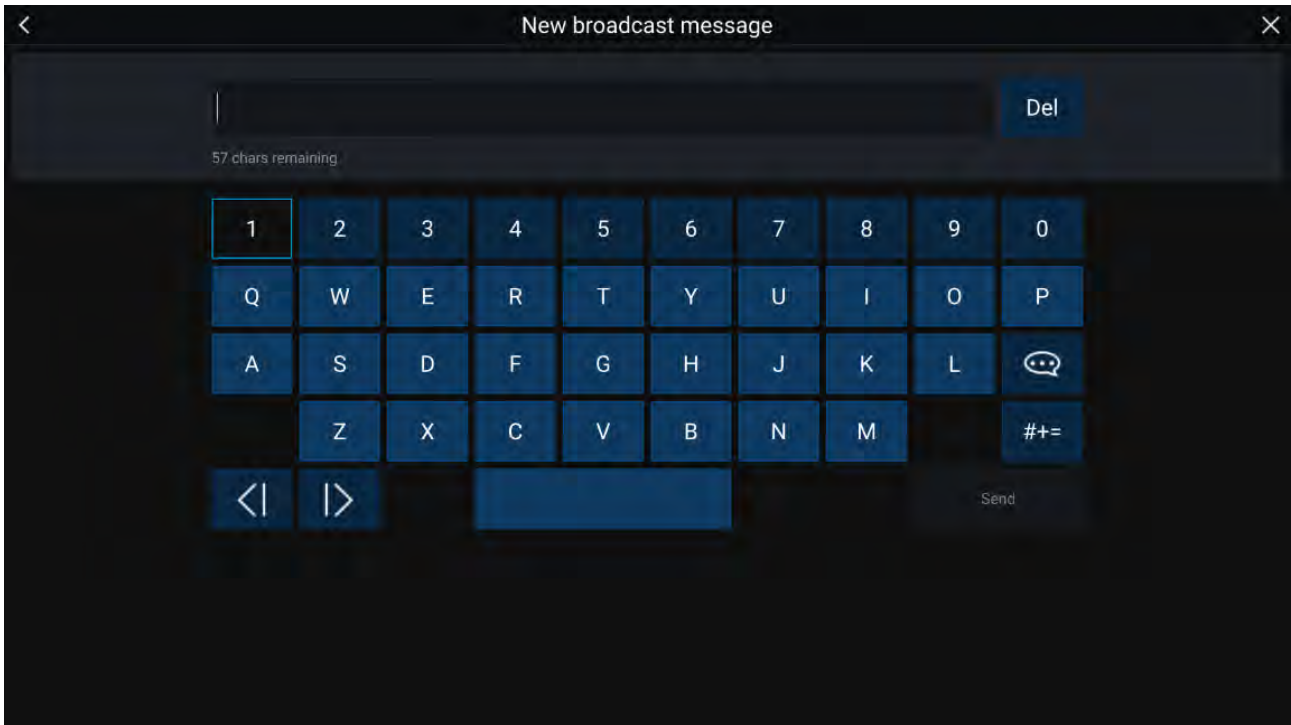 New broadcast message
Del
57 chars remaining
1 2 3 4 5 6 7 8 9 0
Q W E R T Y U I O P
A S D F G H J K L
Z X C V B N M #+=
Send